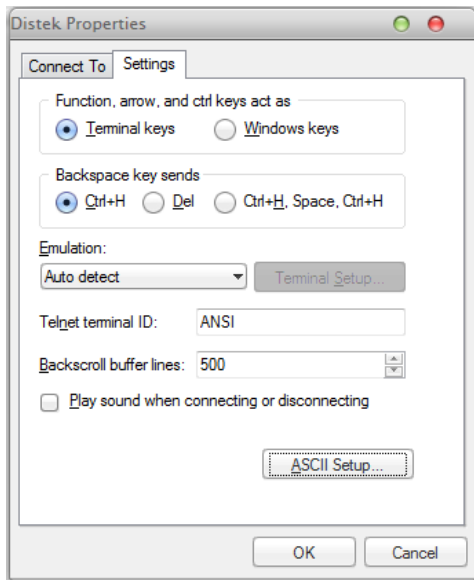 Distek Properties
Connect To Settings
Function, arrow, and ctrl keys act as
Terminal keys Windows keys
Backspace key sends
Ctrl+H Del Ctrl+H, Space, Ctrl+H
Emulation:
Auto detect Terminal Setup...
Telnet terminal ID: ANSI
Backscroll buffer lines: 500
Play sound when connecting or disconnecting
ASCII Setup...
OK Cancel